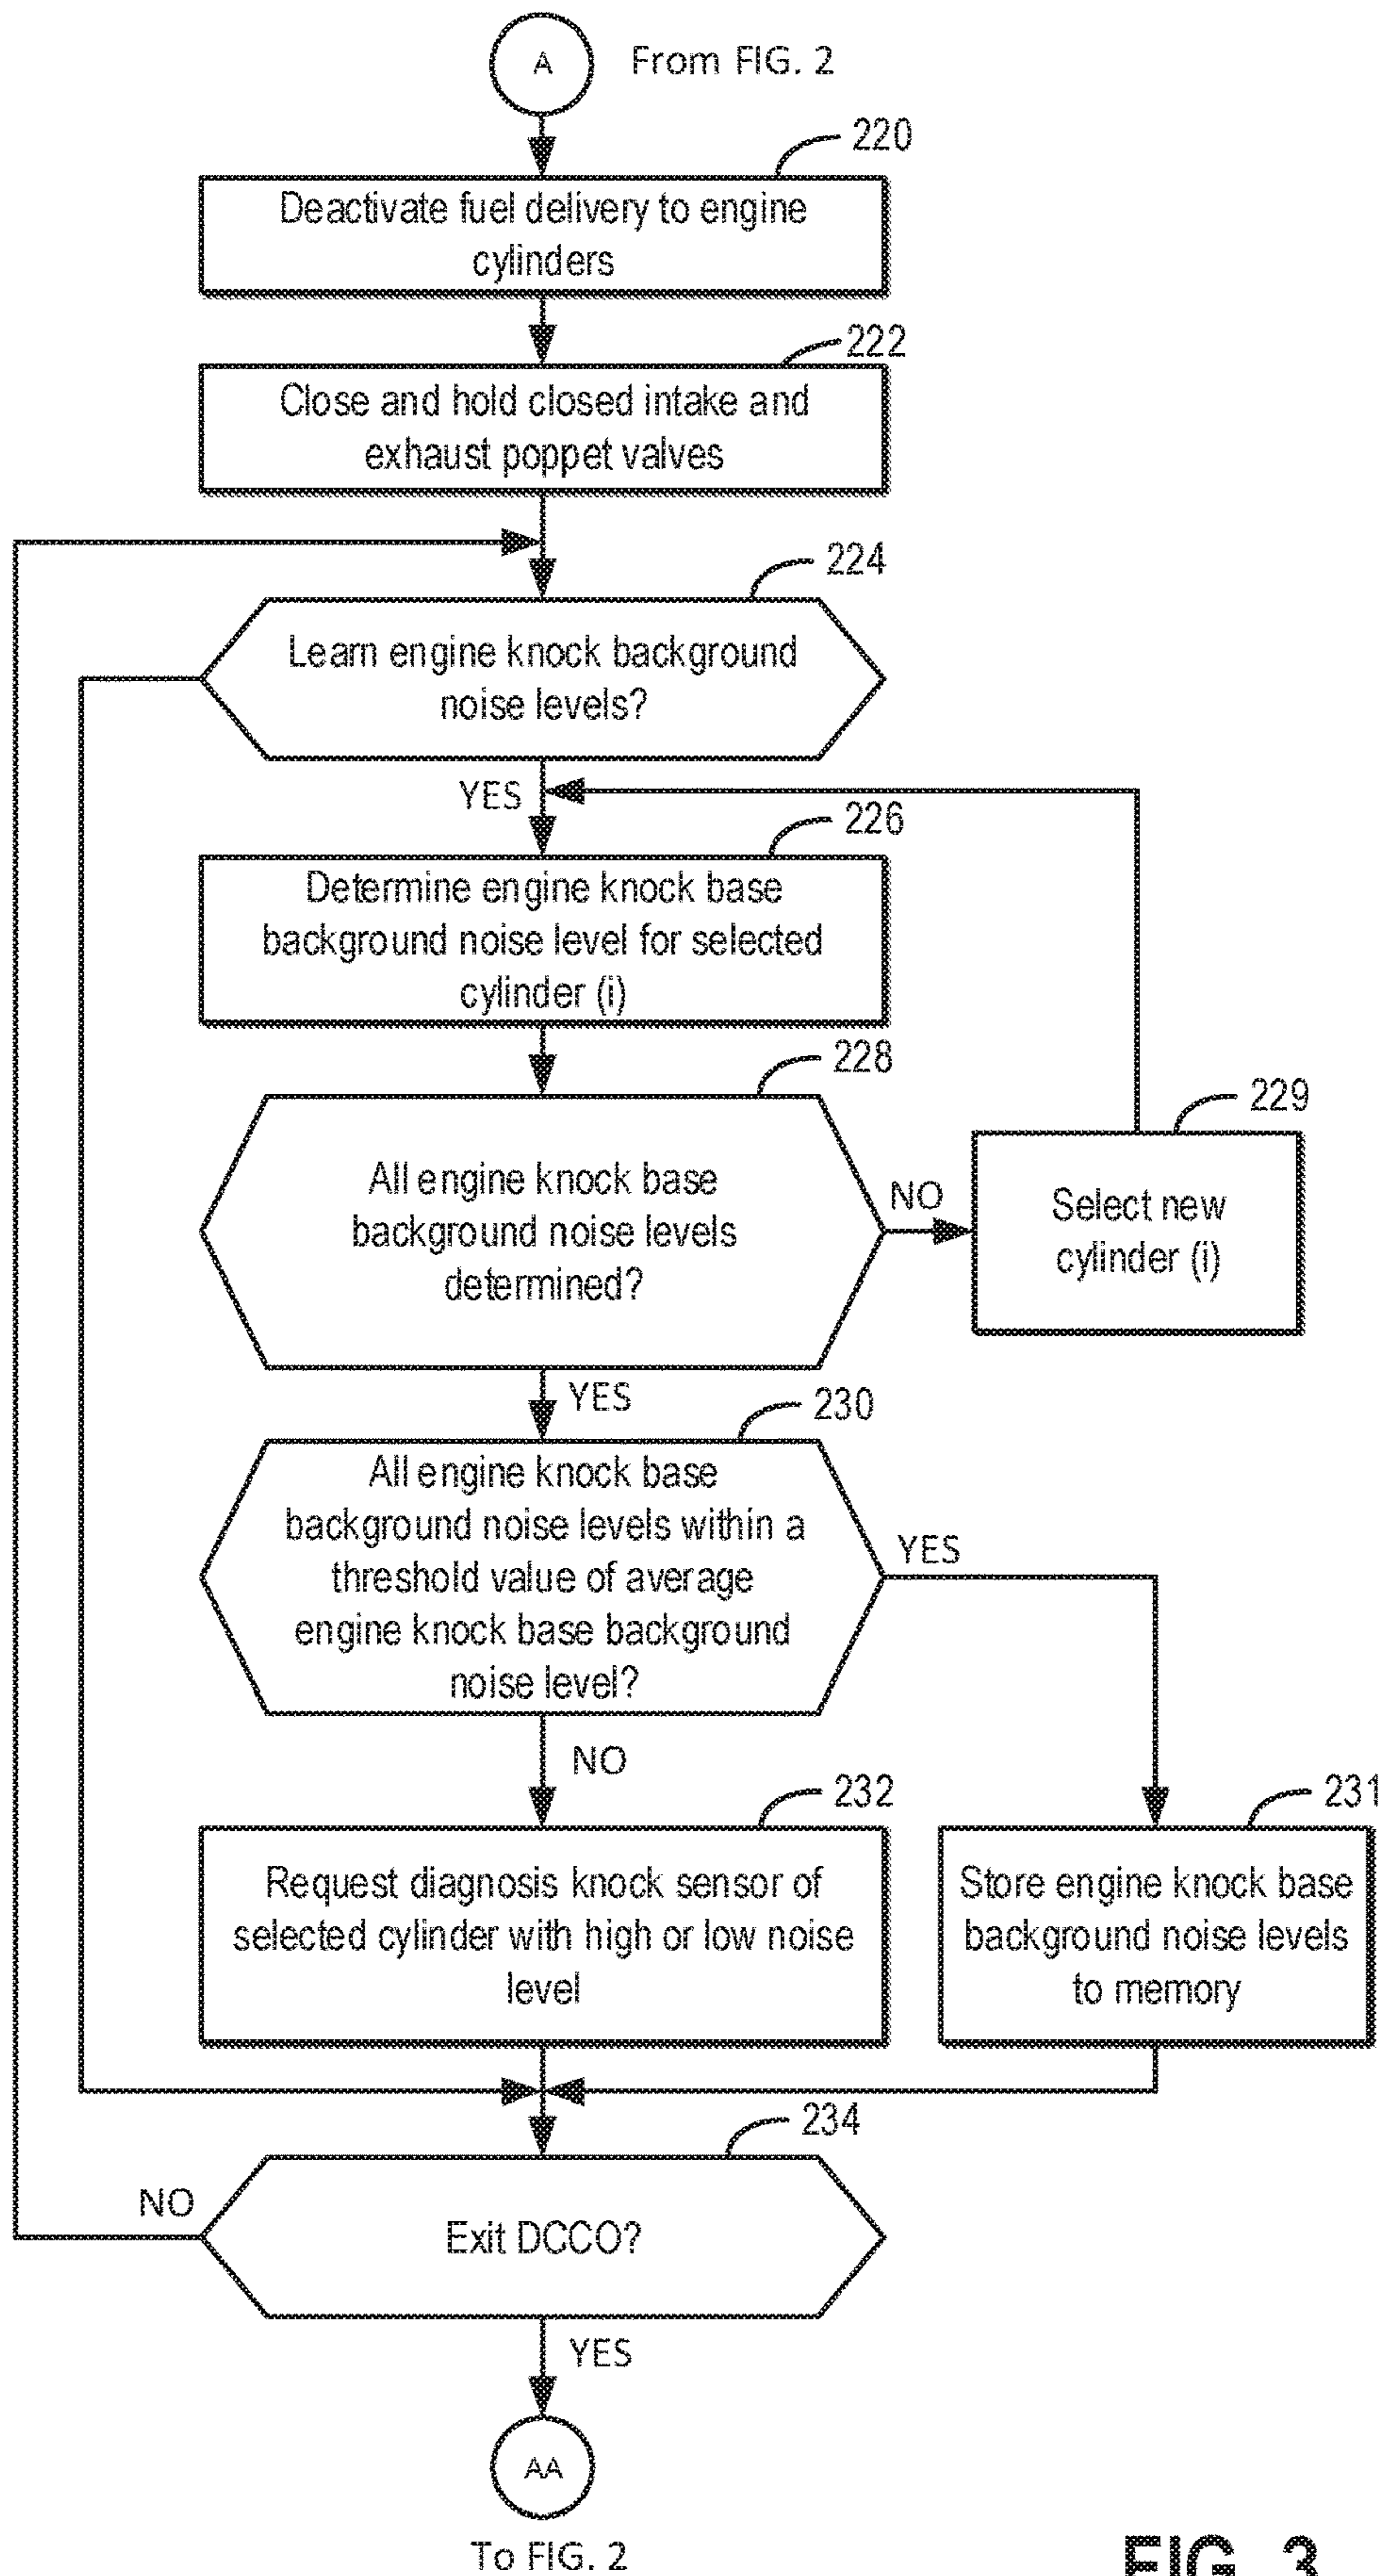 A
From FIG. 2
220
Deactivate fuel delivery to engine
cylinders
222
Close and hold closed intake and
exhaust poppet valves
224
Learn engine knock background
noise levels?
YES
226
Determine engine knock base
background noise level for selected
cylinder (i)
228
All engine knock base
background noise levels
determined?
NO
229
Select new
cylinder (i)
YES
230
All engine knock base
background noise levels within a
threshold value of average
engine knock base background
noise level?
YES
NO
232
Request diagnosis knock sensor of
selected cylinder with high or low noise
level
231
Store engine knock base
background noise levels
to memory
234
Exit DCCO?
NO
YES
AA
To FIG. 2
FIG. 3